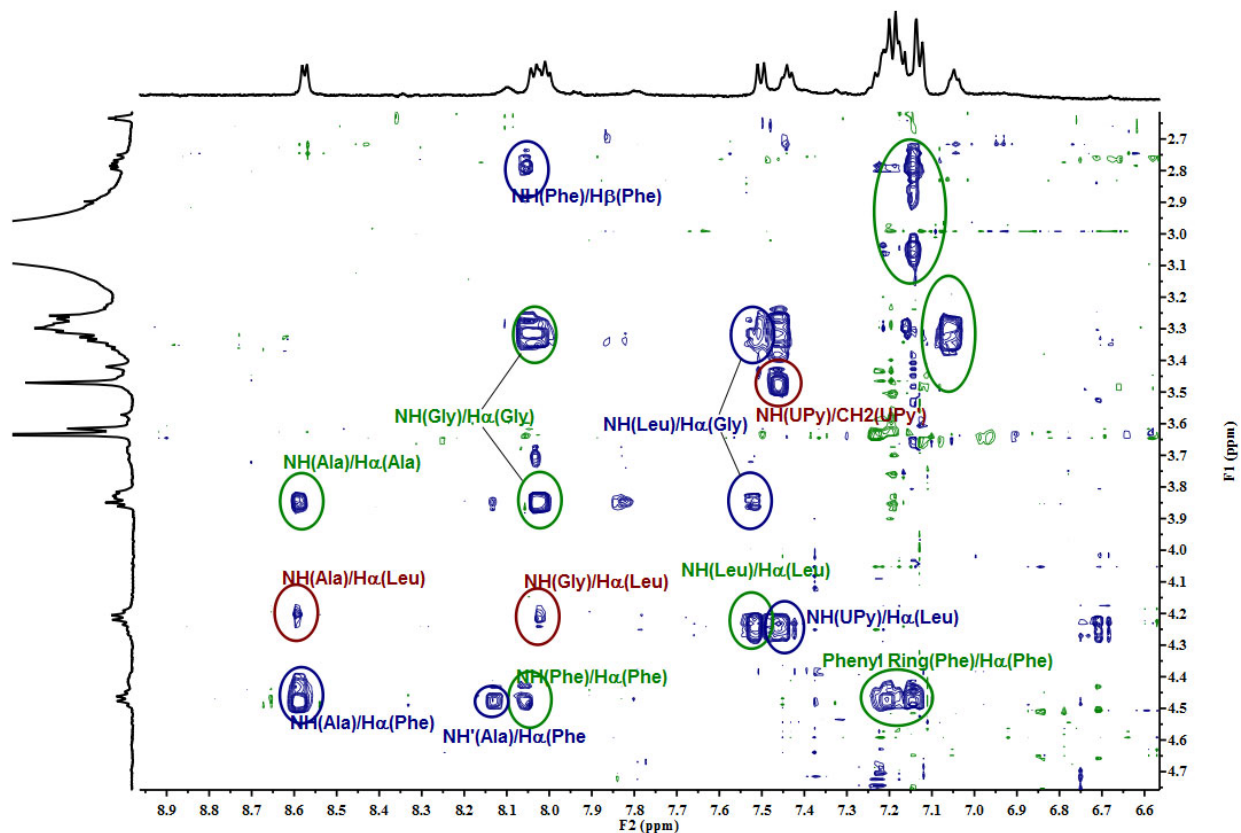 NH(Phe)/Hβ(Phe)
NH(Gly)/Hα(Gly)
NH(Leu)/Hα(Gly)
NH(UPy)/CH2(UPy')
NH(Ala)/Hα(Ala)
NH(Ala)/Hα(Leu)
NH(Gly)/Hα(Leu)
NH(Leu)/Hα(Leu)
NH(UPy)/Hα(Leu)
NH(Phe)/Hα(Phe)
Phenyl Ring(Phe)/Hα(Phe)
NH(Ala)/Hα(Phe)
NH'(Ala)/Hα(Phe
2.7
2.8
2.9
3.0
3.1
3.2
3.3
3.4
3.5
3.6
3.7
3.8
3.9
4.0
4.1
4.2
4.3
4.4
4.5
4.6
4.7
F1 (ppm)
8.9 8.8 8.7 8.6 8.5 8.4 8.3 8.2 8.1 8.0 7.9 7.8 7.7 7.6 7.5 7.4 7.3 7.2 7.1 7.0 6.9 6.8 6.7 6.6
F2 (ppm)